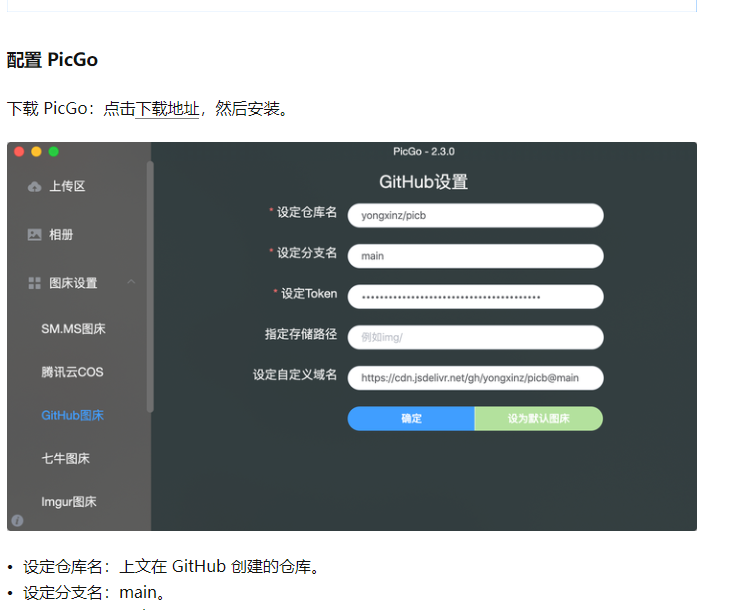 配置 PicGo
下载 PicGo：点击下载地址，然后安装。
PicGo - 2.3.0
上传区
相册
图床设置
SM.MS图床
腾讯云COS
GitHub图床
七牛图床
Imgur图床
GitHub设置
* 设定仓库名 yongxinz/picb
* 设定分支名 main
* 设定Token ••••••••••••••••••••••••••••••••••••••••
指定存储路径 例如img/
设定自定义域名 https://cdn.jsdelivr.net/gh/yongxinz/picb@main
确定 设为默认图床
• 设定仓库名：上文在 GitHub 创建的仓库。
• 设定分支名：main。